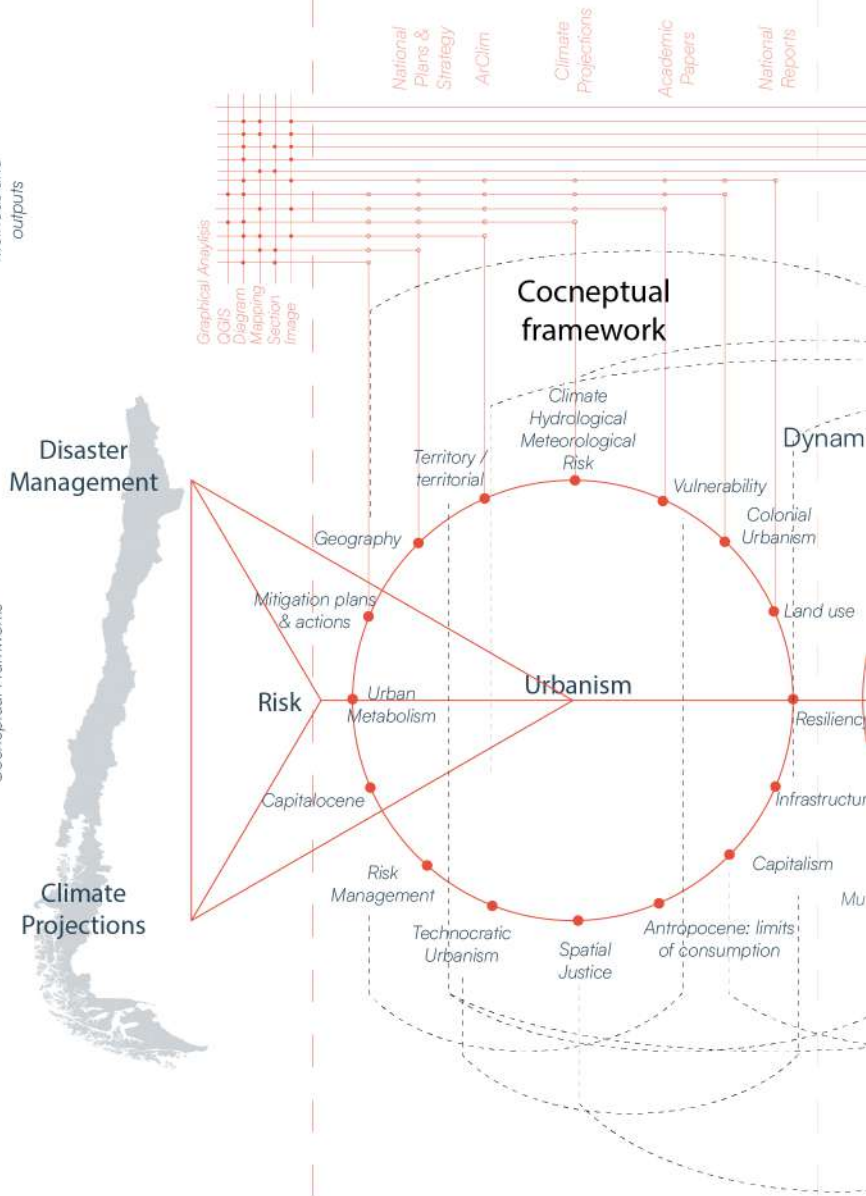 National
Plans &
Strategy
ArClim
Climate
Projections
Academic
Papers
National
Reports
outputs
Graphical Anaylisis
QGIS
Diagram
Mapping
Section
Image
Cocneptual
framework
Disaster
Management
Climate
Hydrological
Meteorological
Risk
Dynam
Territory /
territorial
Vulnerability
Geography
Colonial
Urbanism
Mitigation plans
& actions
Land use
Risk
Urban
Metabolism
Urbanism
Resiliency
Capitalocene
Infrastructur
Risk
Management
Capitalism
Climate
Projections
Mu
Technocratic
Urbanism
Spatial
Justice
Antropocene: limits
of consumption